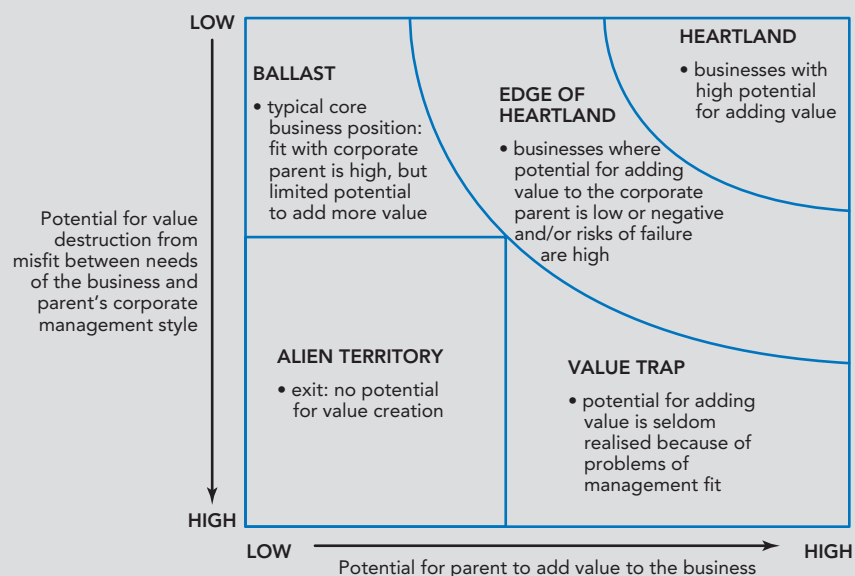 LOW
HEARTLAND
• businesses with
high potential
for adding value
BALLAST
• typical core
business position:
fit with corporate
parent is high, but
limited potential
to add more value
EDGE OF
HEARTLAND
• businesses where
potential for adding
value to the corporate
parent is low or negative
and/or risks of failure
are high
Potential for value
destruction from
misfit between needs
of the business and
parent's corporate
management style
ALIEN TERRITORY
• exit: no potential
for value creation
VALUE TRAP
• potential for adding
value is seldom
realised because of
problems of
management fit
HIGH
LOW
HIGH
Potential for parent to add value to the business